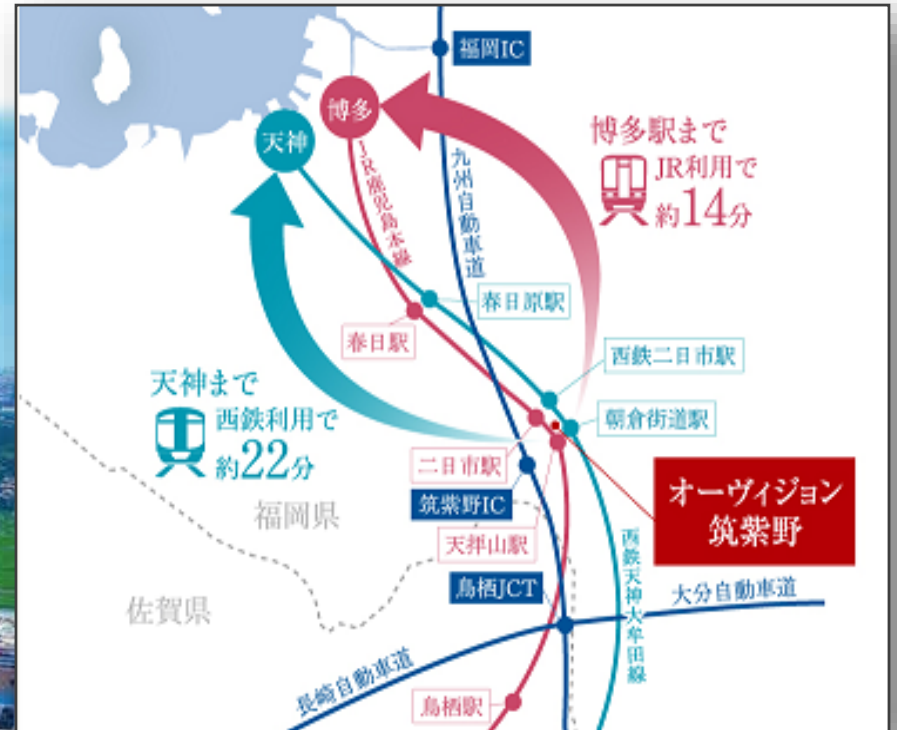 福岡IC
博多
天神
JR鹿児島本線
九州自動車道
博多駅まで
JR利用で
約14分
春日原駅
春日駅
西鉄二日市駅
天神まで
西鉄利用で
約22分
朝倉街道駅
二日市駅
オーヴィジョン
筑紫野
筑紫野IC
福岡県
天拝山駅
西鉄天神大牟田線
鳥栖JCT
大分自動車道
佐賀県
長崎自動車道
鳥栖駅